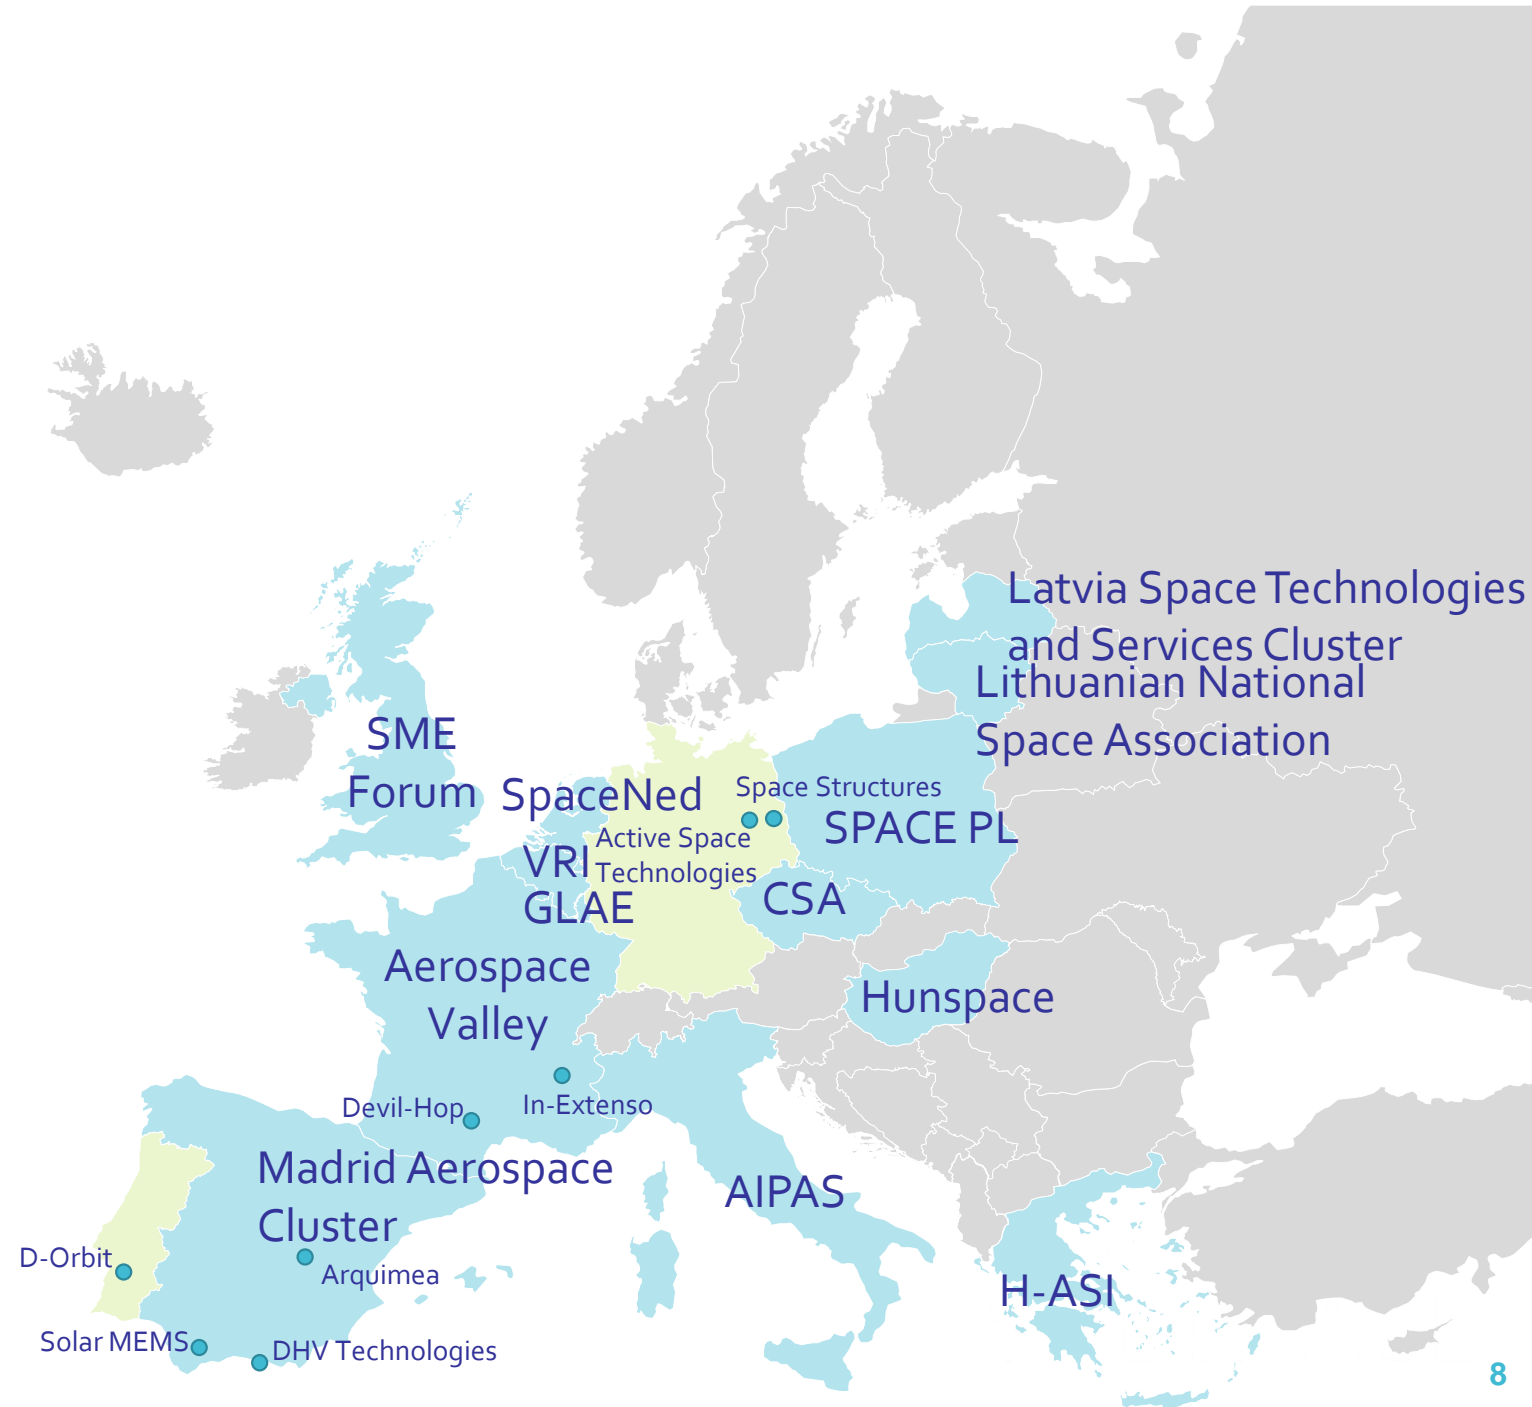 Latvia Space Technologies
and Services Cluster
Lithuanian National
Space Association
SME
Forum
SpaceNed
Space Structures
SPACE PL
Active Space
Technologies
VRI
GLAE
CSA
Aerospace
Valley
Hunspace
In-Extenso
Devil-Hop
Madrid Aerospace
Cluster
AIPAS
D-Orbit
Arquimea
H-ASI
Solar MEMS
DHV Technologies
8